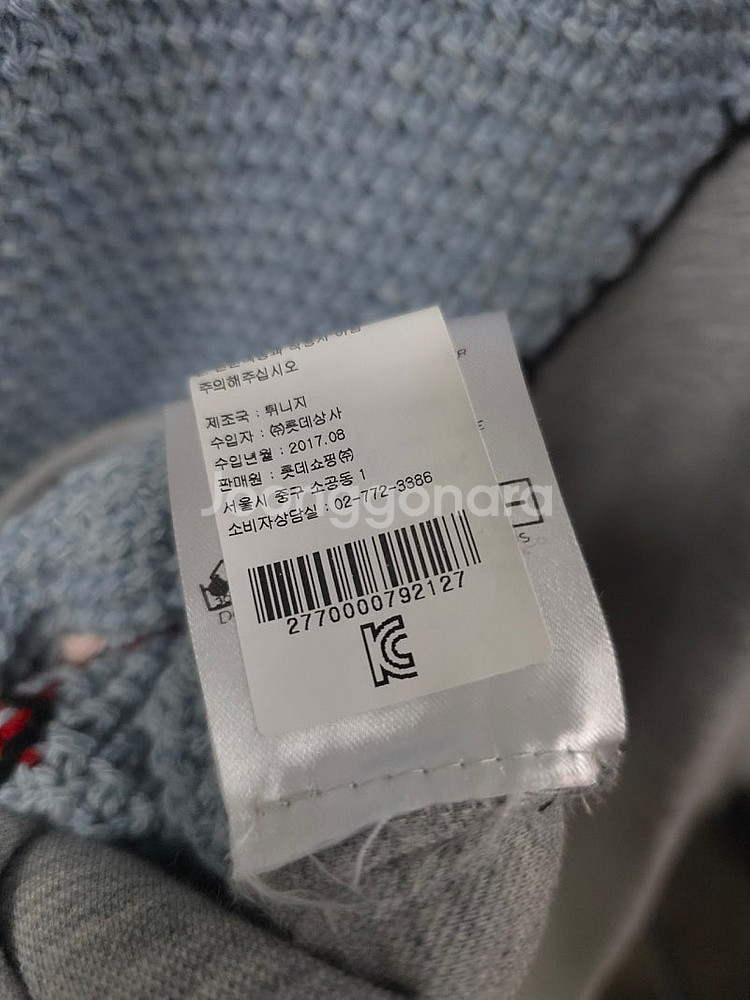 주의해주십시오
제조국 : 튀니지
수입자 : ㈜롯데상사
수입년월 : 2017.08
판매원 : 롯데쇼핑㈜
서울시 중구 소공동 1
소비자상담실 : 02-772-3386
Joonggonara
2770000792127